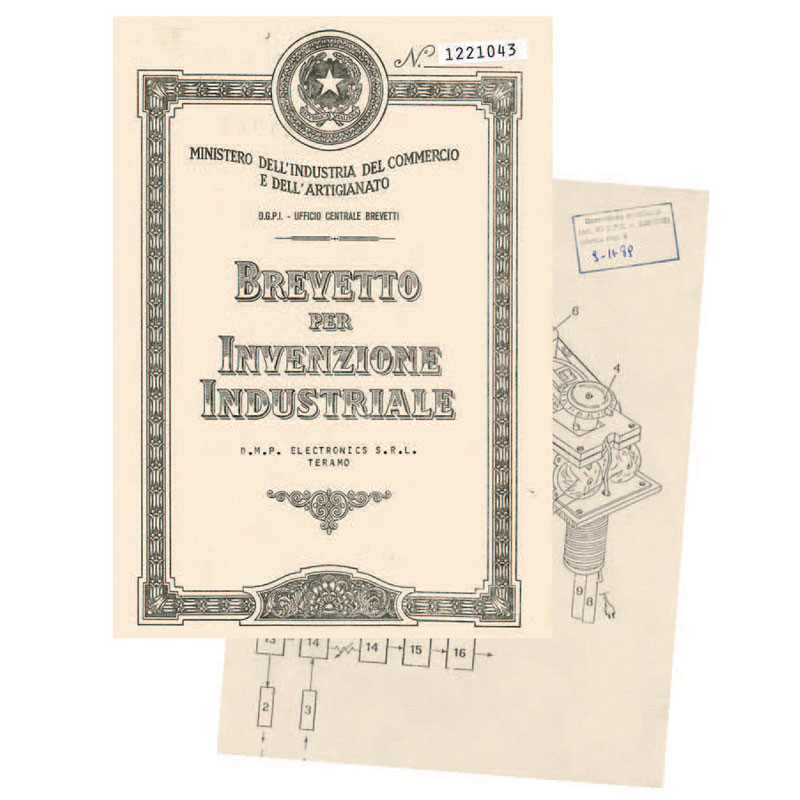 N. 1221043
MINISTERO DELL'INDUSTRIA DEL COMMERCIO
E DELL'ARTIGIANATO
D.G.P.I. - UFFICIO CENTRALE BREVETTI
BREVETTO
PER
INVENZIONE
INDUSTRIALE
D.M.P. ELECTRONICS S.R.L.
TERAMO
6
4
9 8
13 14 14 15 16
2 3